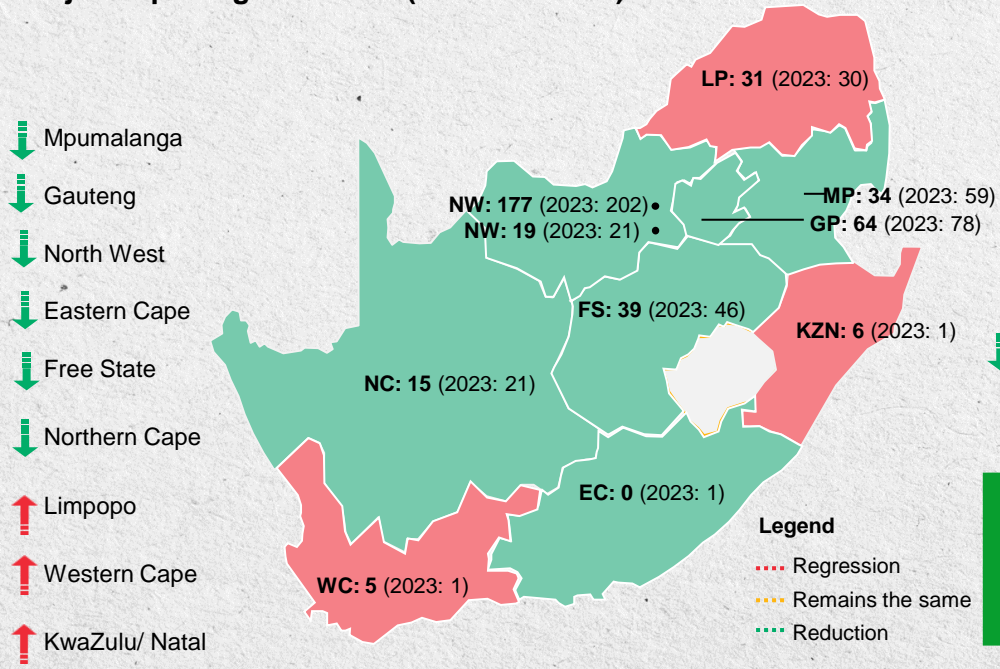 Mpumalanga
Gauteng
North West
Eastern Cape
Free State
Northern Cape
Limpopo
Western Cape
KwaZulu/ Natal
LP: 31 (2023: 30)
NW: 177 (2023: 202)
NW: 19 (2023: 21)
MP: 34 (2023: 59)
GP: 64 (2023: 78)
FS: 39 (2023: 46)
KZN: 6 (2023: 1)
NC: 15 (2023: 21)
EC: 0 (2023: 1)
WC: 5 (2023: 1)
Legend
Regression
Remains the same
Reduction